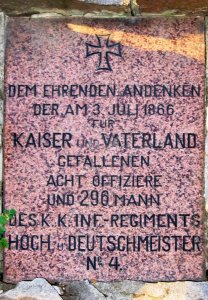 DEM EHRENDEN ANDENKEN
DER AM 3. JULI 1866
FÜR
KAISER UND VATERLAND
GEFALLENEN
ACHT OFFIZIERE
UND 296 MANN
DES K. K. INF.-REGIMENTS
HOCH- U. DEUTSCHMEISTER
No 4.